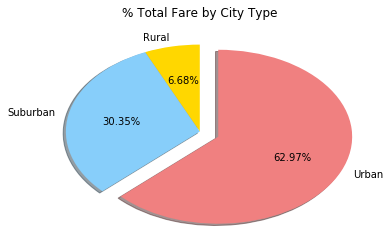 % Total Fare by City Type
Rural
6.68%
Suburban
30.35%
62.97%
Urban